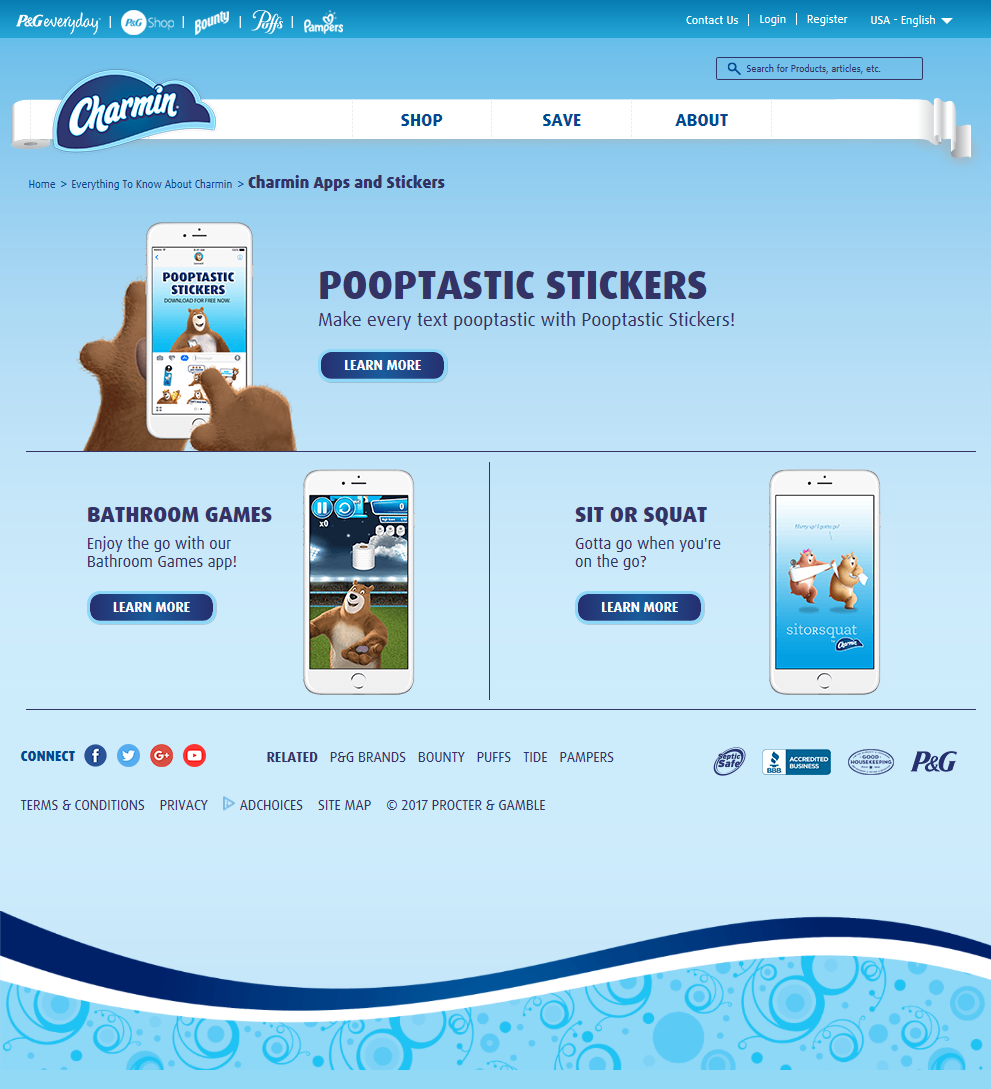 P&G everyday | P&G Shop | Bounty | Puffs | Pampers
Contact Us | Login | Register USA - English
Search for Products, articles, etc.
Charmin
SHOP SAVE ABOUT
Home > Everything To Know About Charmin > Charmin Apps and Stickers
POOPTASTIC
STICKERS
DOWNLOAD FOR FREE NOW.
POOPTASTIC STICKERS
Make every text pooptastic with Pooptastic Stickers!
LEARN MORE
BATHROOM GAMES
Enjoy the go with our
Bathroom Games app!
LEARN MORE
0
x0
SIT OR SQUAT
Gotta go when you're
on the go?
LEARN MORE
Hurry up! I gotta go!
sitorsquat
by
Charmin
CONNECT
RELATED P&G BRANDS BOUNTY PUFFS TIDE PAMPERS
Septic
Safe
BBB
ACCREDITED
BUSINESS
GOOD
HOUSEKEEPING
P&G
TERMS & CONDITIONS PRIVACY ADCHOICES SITE MAP © 2017 PROCTER & GAMBLE